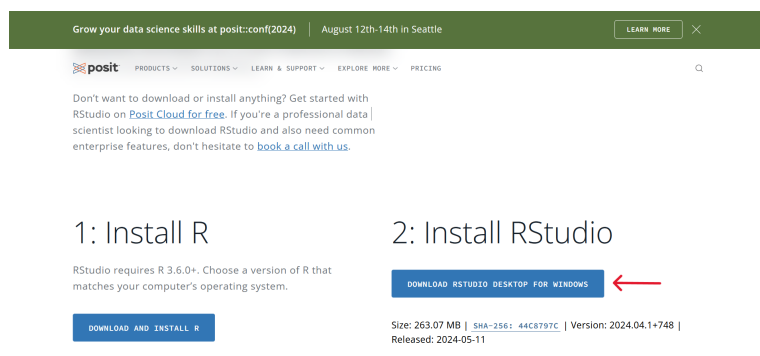 Grow your data science skills at posit::conf(2024) | August 12th-14th in Seattle
LEARN MORE
posit PRODUCTS SOLUTIONS LEARN & SUPPORT EXPLORE MORE PRICING
Don't want to download or install anything? Get started with
RStudio on Posit Cloud for free. If you're a professional data
scientist looking to download RStudio and also need common
enterprise features, don't hesitate to book a call with us.
1: Install R
RStudio requires R 3.6.0+. Choose a version of R that
matches your computer's operating system.
DOWNLOAD AND INSTALL R
2: Install RStudio
DOWNLOAD RSTUDIO DESKTOP FOR WINDOWS
Size: 263.07 MB | SHA-256: 44C8797C | Version: 2024.04.1+748 |
Released: 2024-05-11